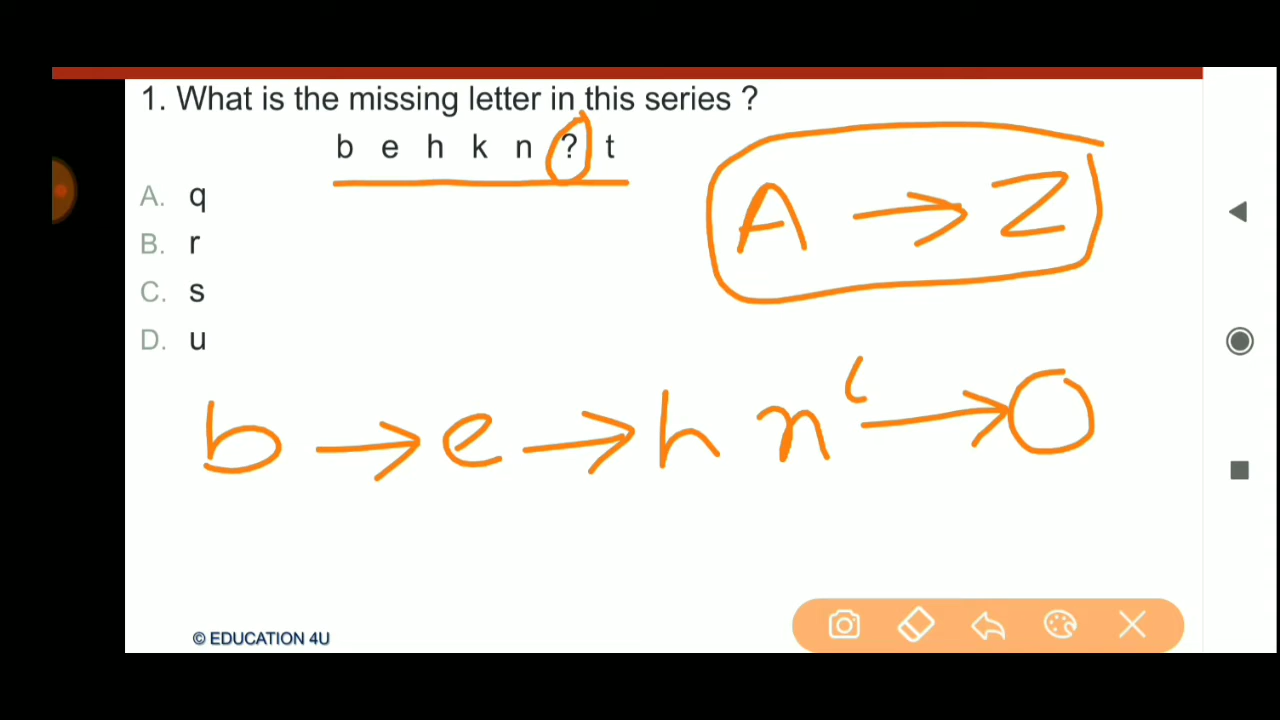 1. What is the missing letter in this series ?
b e h k n ? t
A. q
B. r
C. s
D. u
A → Z
b → e → h n → O
© EDUCATION 4U